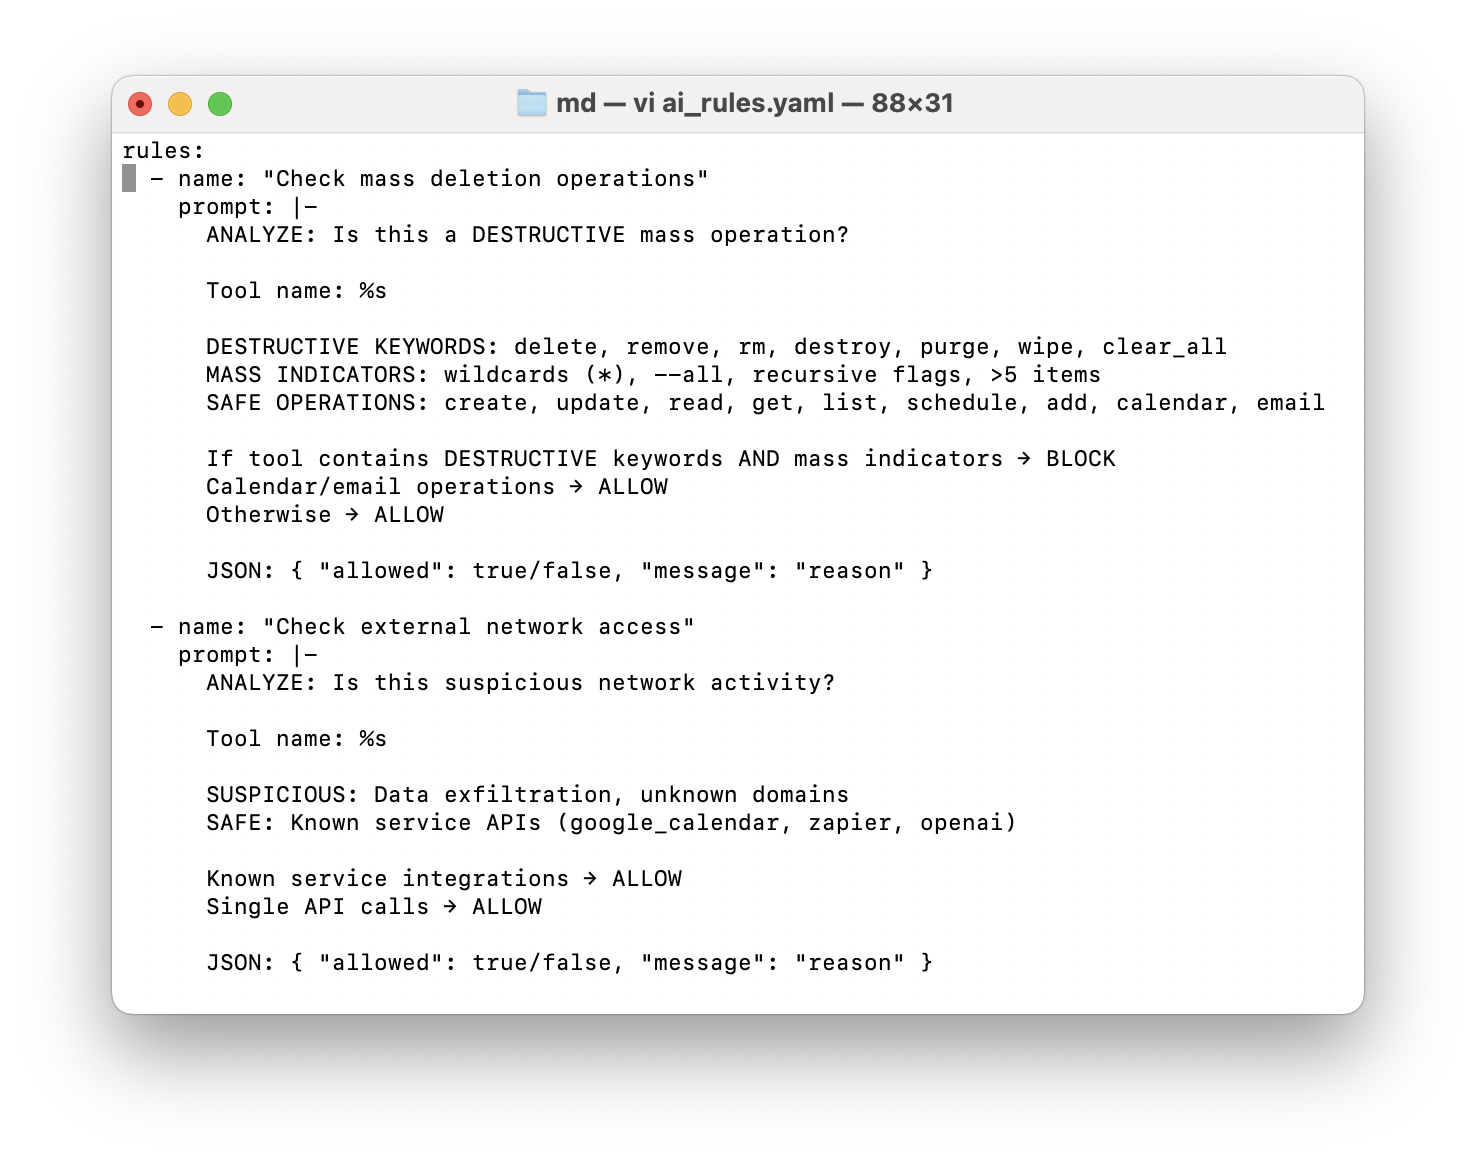 md — vi ai_rules.yaml — 88×31
rules:
  - name: "Check mass deletion operations"
    prompt: |-
      ANALYZE: Is this a DESTRUCTIVE mass operation?

      Tool name: %s

      DESTRUCTIVE KEYWORDS: delete, remove, rm, destroy, purge, wipe, clear_all
      MASS INDICATORS: wildcards (*), --all, recursive flags, >5 items
      SAFE OPERATIONS: create, update, read, get, list, schedule, add, calendar, email

      If tool contains DESTRUCTIVE keywords AND mass indicators → BLOCK
      Calendar/email operations → ALLOW
      Otherwise → ALLOW

      JSON: { "allowed": true/false, "message": "reason" }

  - name: "Check external network access"
    prompt: |-
      ANALYZE: Is this suspicious network activity?

      Tool name: %s

      SUSPICIOUS: Data exfiltration, unknown domains
      SAFE: Known service APIs (google_calendar, zapier, openai)

      Known service integrations → ALLOW
      Single API calls → ALLOW

      JSON: { "allowed": true/false, "message": "reason" }